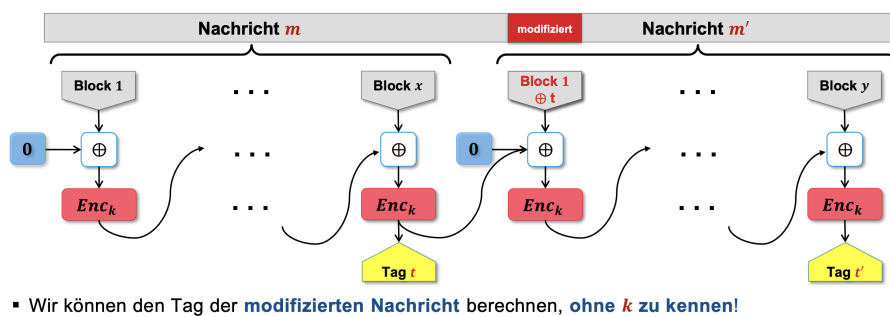 Nachricht m modifiziert Nachricht m′
Block 1 . . . Block x Block 1 . . . Block y
⊕ t
0 ⊕ . . . ⊕ 0 ⊕ . . . ⊕
Encₖ . . . Encₖ Encₖ . . . Encₖ
Tag t Tag t′
▪ Wir können den Tag der modifizierten Nachricht berechnen, ohne k zu kennen!